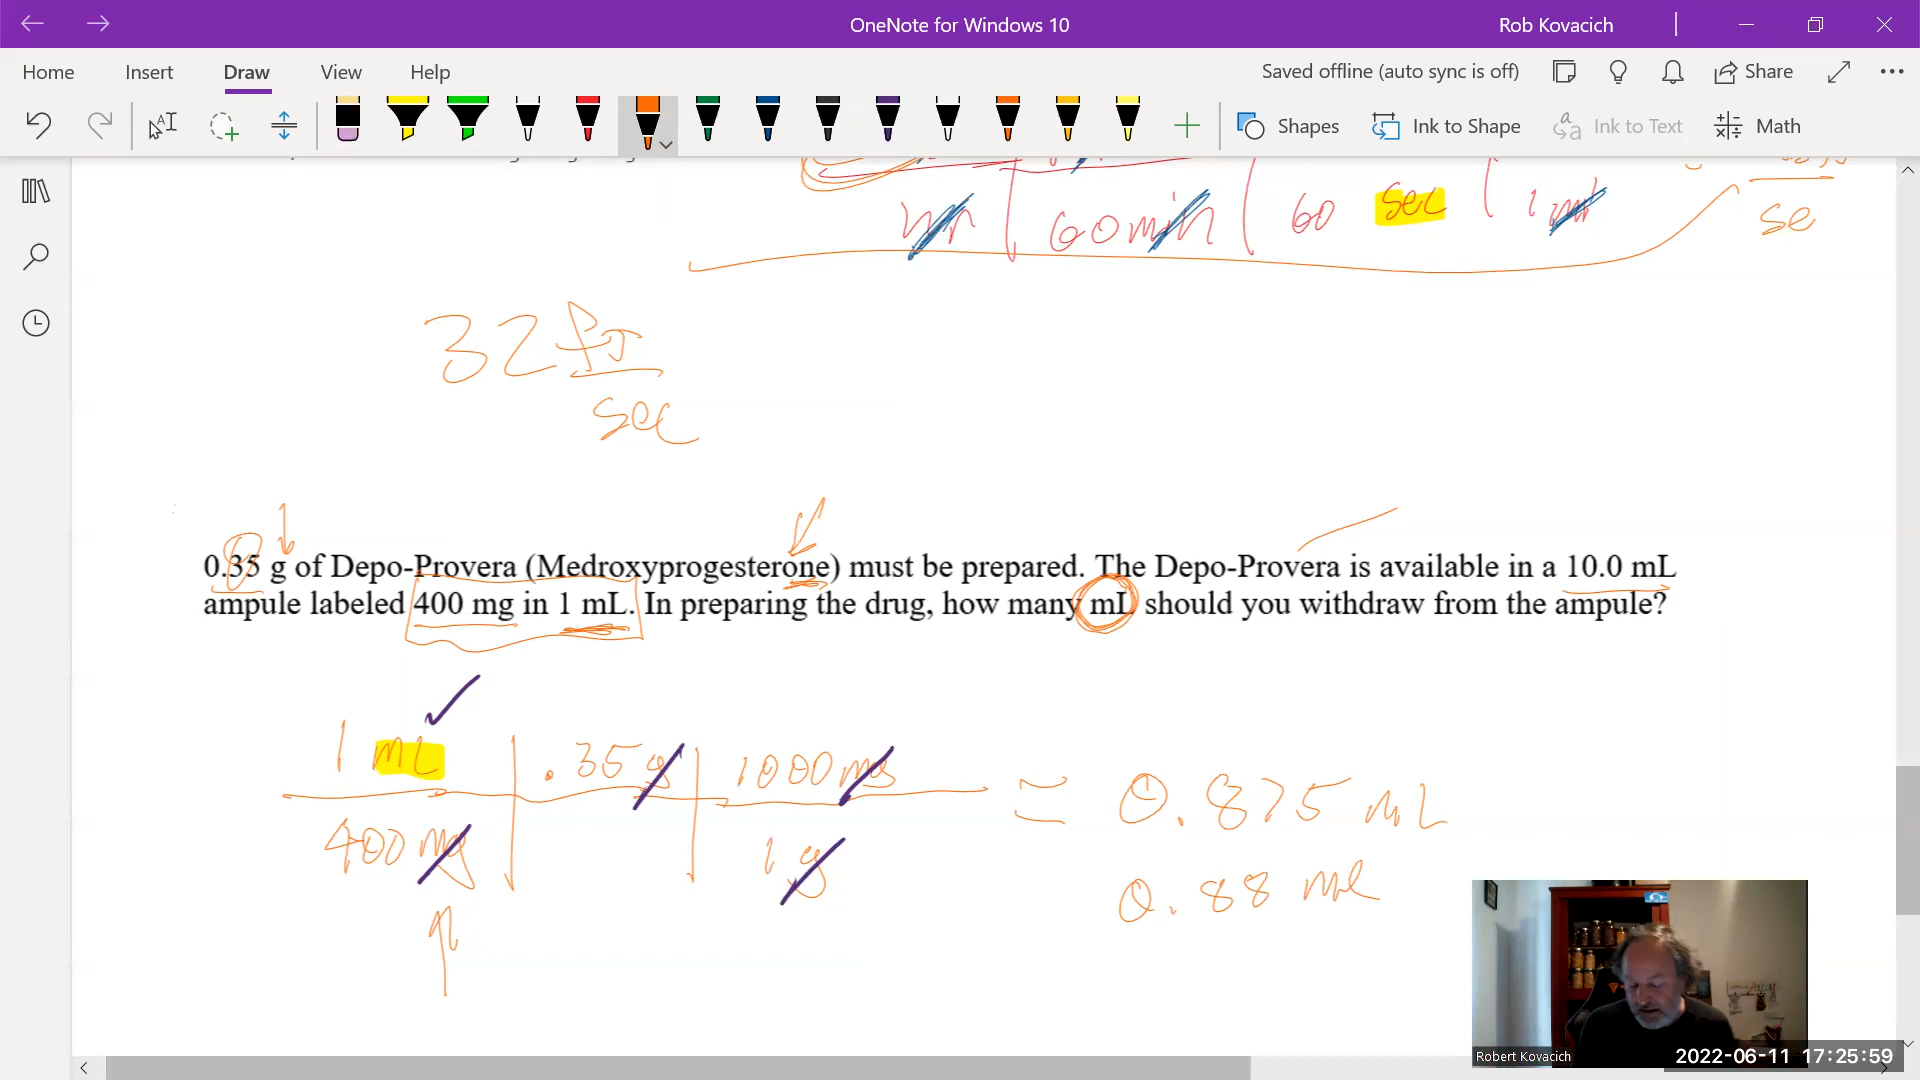 OneNote for Windows 10
Rob Kovacich
Home Insert Draw View Help
Saved offline (auto sync is off) Share
Shapes Ink to Shape Ink to Text Math
hr 60 min 60 sec 1 ml
se
32 gtts
sec
0.35 g of Depo-Provera (Medroxyprogesterone) must be prepared. The Depo-Provera is available in a 10.0 mL
ampule labeled 400 mg in 1 mL. In preparing the drug, how many mL should you withdraw from the ampule?
1 mL .35 g 1000 mg = 0.875 mL
400 mg 1 g
0.88 mL
Robert Kovacich
2022-06-11 17:25:59